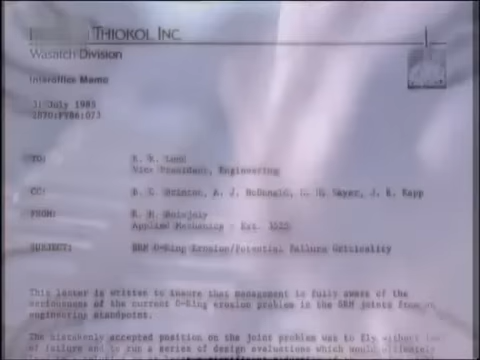 THIOKOL INC.
Wasatch Division
Interoffice Memo
31 July 1985
2870:FY86:073
TO: R. K. Lund
Vice President, Engineering
CC: B. C. Brinton, A. J. McDonald, L. H. Sayer, J. R. Kapp
FROM: R. M. Boisjoly
Applied Mechanics - Ext. 3525
SUBJECT: SRM O-Ring Erosion/Potential Failure Criticality
This letter is written to ensure that management is fully aware of the
seriousness of the current O-Ring erosion problem in the SRM joints from an
engineering standpoint.
The mistakenly accepted position on the joint problem was to fly without fear
of failure and to run a series of design evaluations which would ultimately